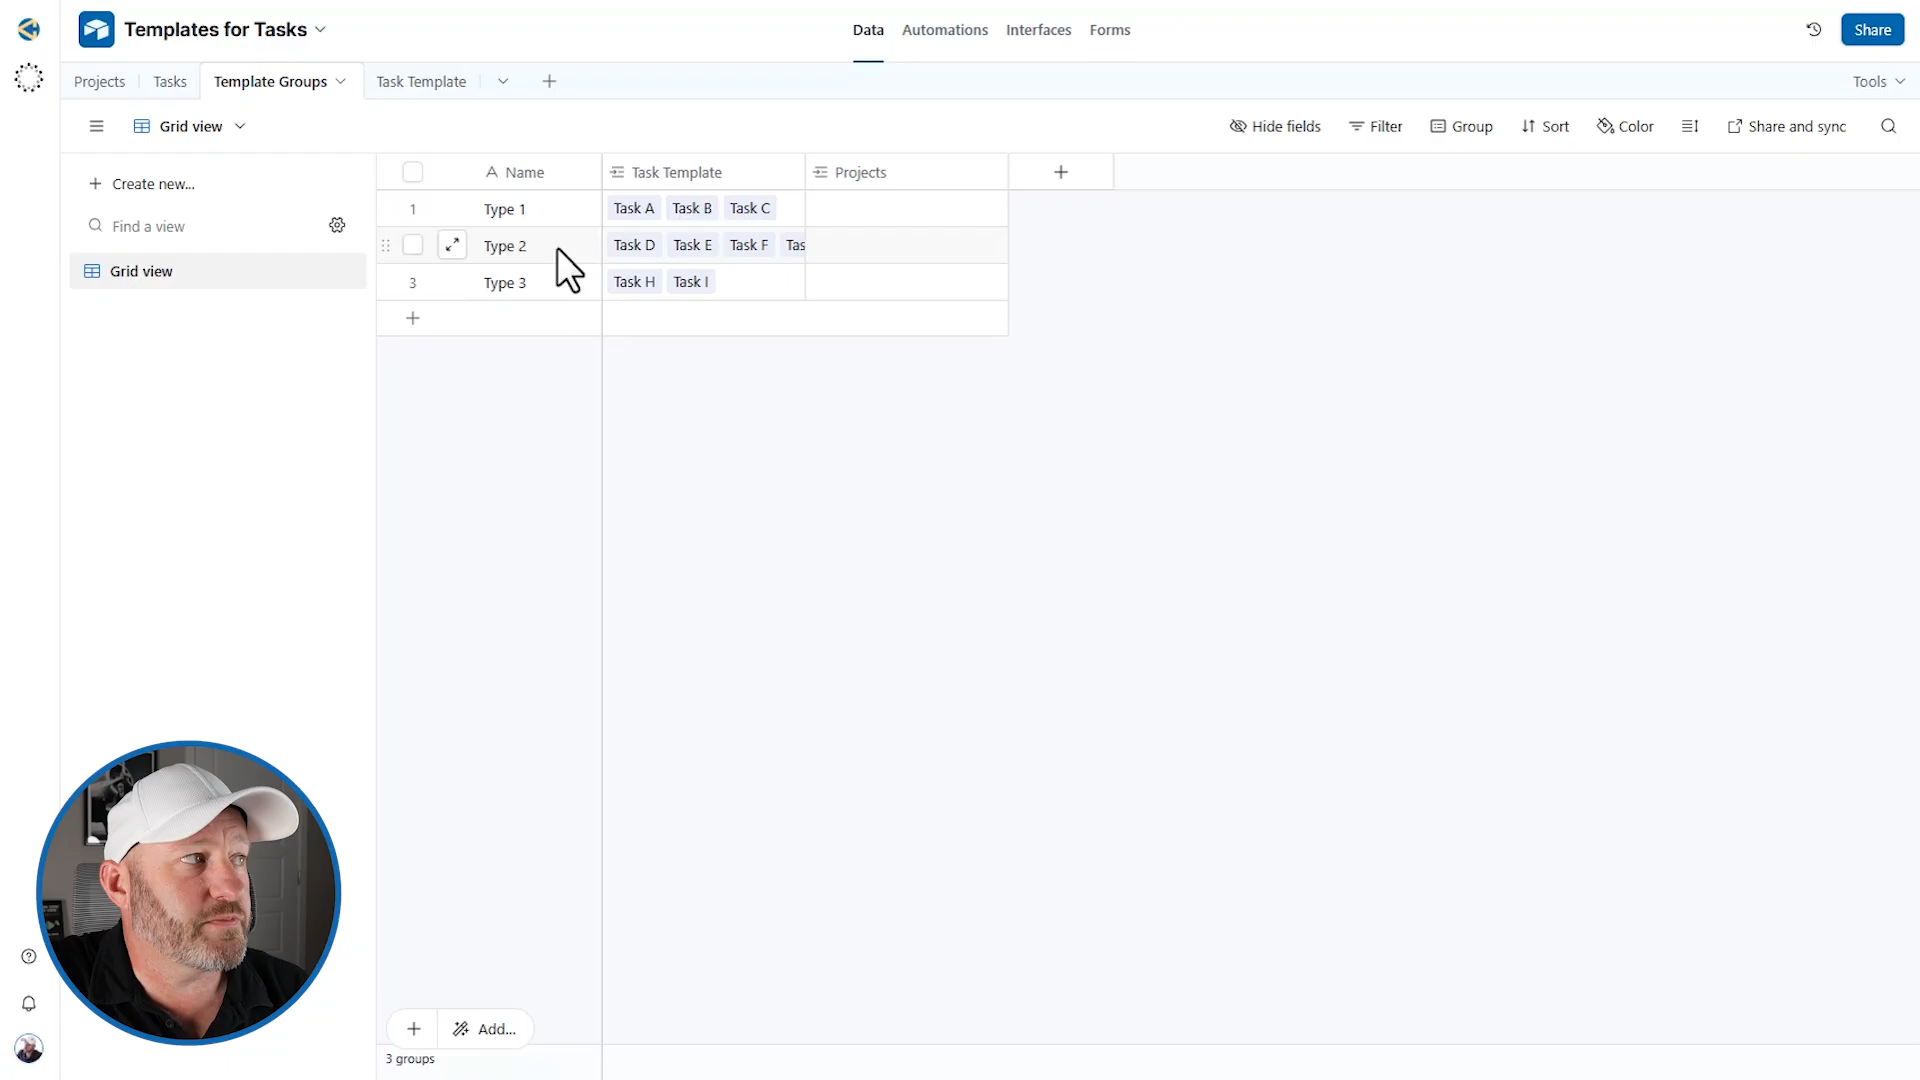 Templates for Tasks
Data
Automations
Interfaces
Forms
Share
Projects
Tasks
Template Groups
Task Template
Tools
Grid view
Hide fields
Filter
Group
Sort
Color
Share and sync
Create new...
Find a view
Grid view
Name
Task Template
Projects
1
Type 1
Task A
Task B
Task C
Type 2
Task D
Task E
Task F
Tas
3
Type 3
Task H
Task I
Add...
3 groups